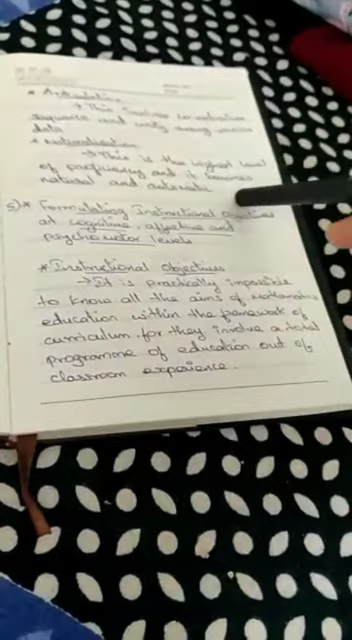 * Articulation
→ This involves co-ordination
sequence and unity among various
data
* Naturalisation
→ This is the highest level
of proficiency and it becomes
natural and automatic
5) * Formulating Instructional Objectives
at cognitive, affective and
psychomotor levels
* Instructional Objectives
→ It is practically impossible
to know all the aims of Mathematics
education within the framework of
curriculum, for they involve a total
programme of education out of
classroom experience.